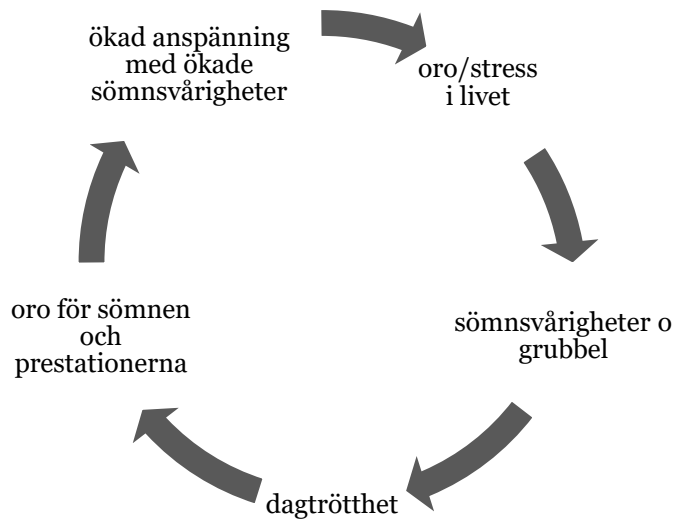 ökad anspänning
med ökade
sömnsvårigheter
oro/stress
i livet
sömnsvårigheter o
grubbel
dagtrötthet
oro för sömnen
och
prestationerna